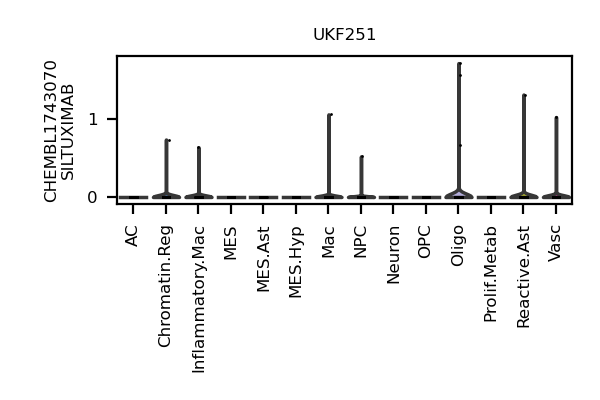 UKF251
CHEMBL1743070
SILTUXIMAB
1
0
AC
Chromatin.Reg
Inflammatory.Mac
MES
MES.Ast
MES.Hyp
Mac
NPC
Neuron
OPC
Oligo
Prolif.Metab
Reactive.Ast
Vasc